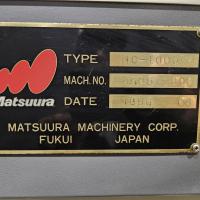 TYPE
MACH. NO.
Matsuura
DATE
MATSUURA MACHINERY CORP.
FUKUI JAPAN